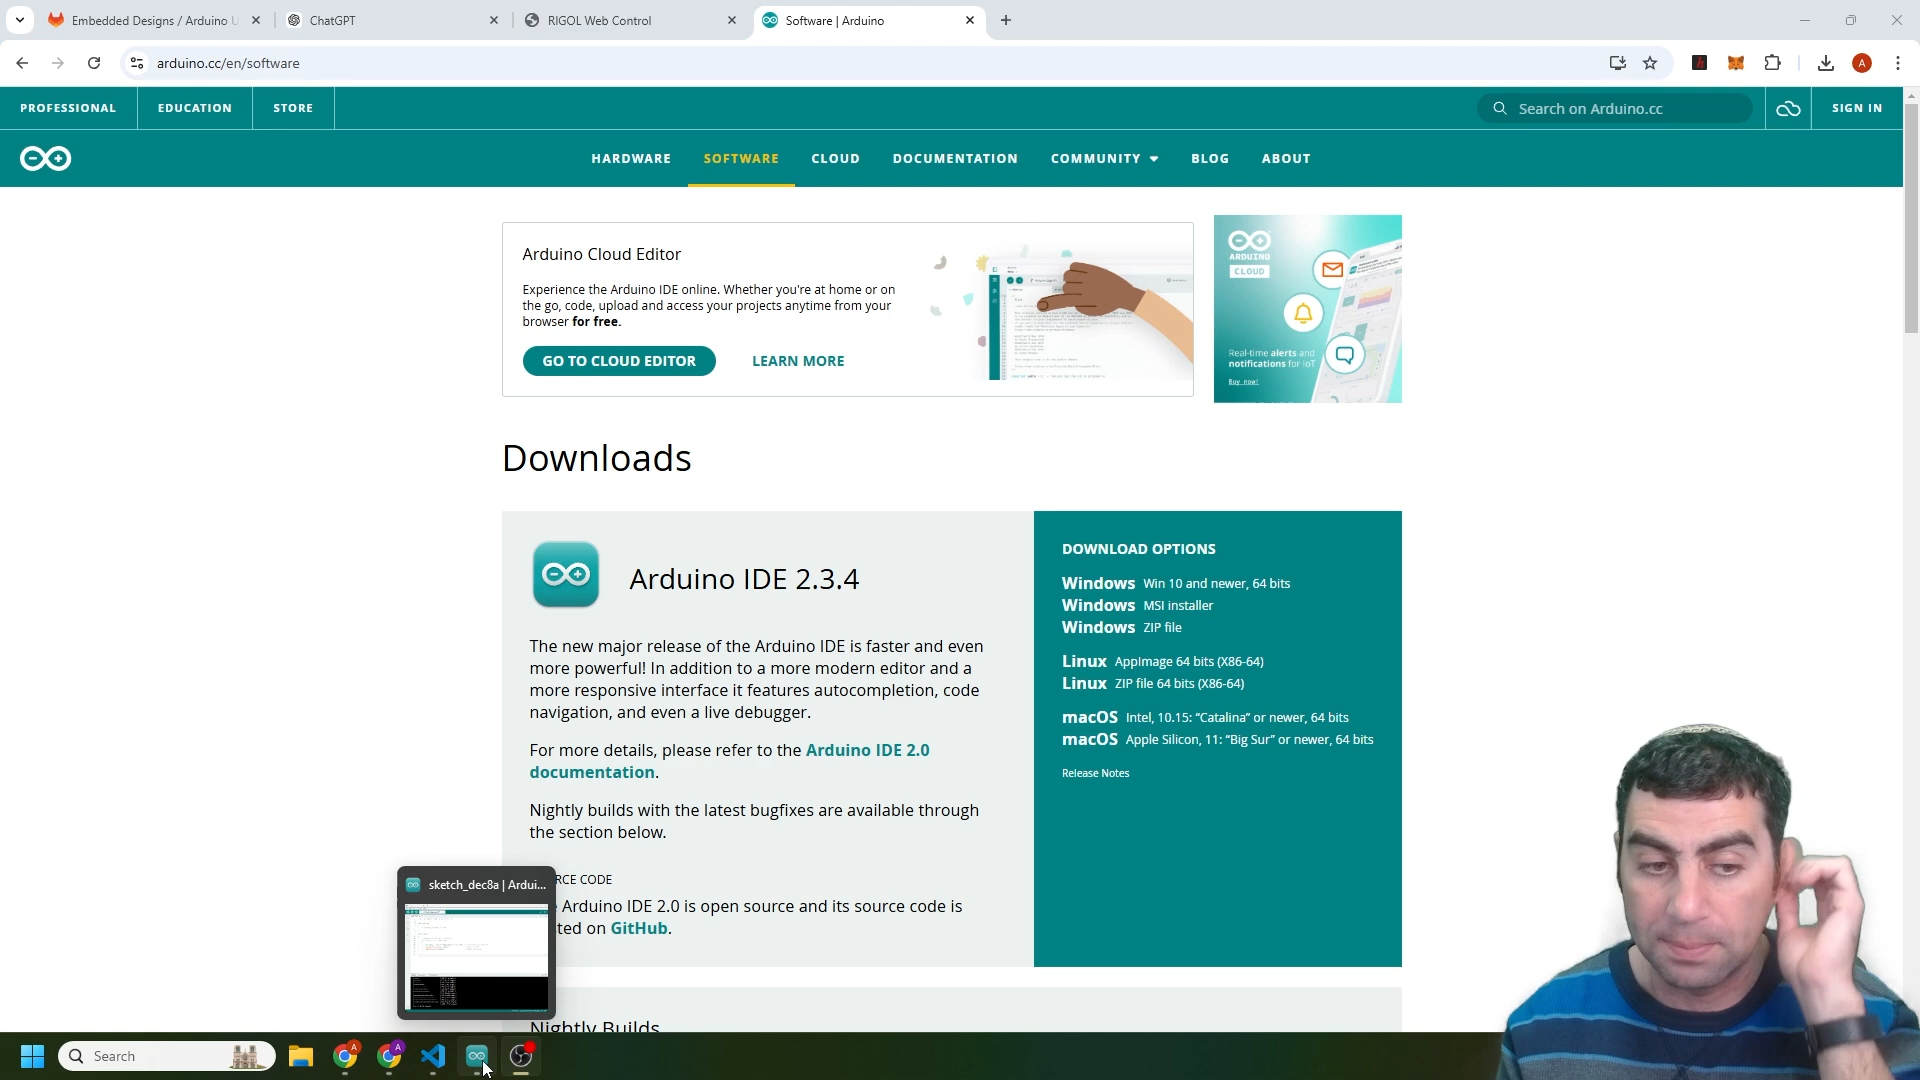 Embedded Designs / Arduino U
ChatGPT
RIGOL Web Control
Software | Arduino
arduino.cc/en/software
A
PROFESSIONAL
EDUCATION
STORE
Search on Arduino.cc
SIGN IN
HARDWARE
SOFTWARE
CLOUD
DOCUMENTATION
COMMUNITY
BLOG
ABOUT
Arduino Cloud Editor
Experience the Arduino IDE online. Whether you're at home or on
the go, code, upload and access your projects anytime from your
browser for free.
GO TO CLOUD EDITOR
LEARN MORE
ARDUINO
CLOUD
Real-time alerts and
notifications for IoT
Buy now!
Downloads
Arduino IDE 2.3.4
The new major release of the Arduino IDE is faster and even
more powerful! In addition to a more modern editor and a
more responsive interface it features autocompletion, code
navigation, and even a live debugger.
For more details, please refer to the Arduino IDE 2.0
documentation.
Nightly builds with the latest bugfixes are available through
the section below.
RCE CODE
Arduino IDE 2.0 is open source and its source code is
ted on GitHub.
DOWNLOAD OPTIONS
Windows Win 10 and newer, 64 bits
Windows MSI installer
Windows ZIP file
Linux AppImage 64 bits (X86-64)
Linux ZIP file 64 bits (X86-64)
macOS Intel, 10.15: “Catalina” or newer, 64 bits
macOS Apple Silicon, 11: “Big Sur” or newer, 64 bits
Release Notes
sketch_dec8a | Ardui...
Nightly Builds
Search
A
A